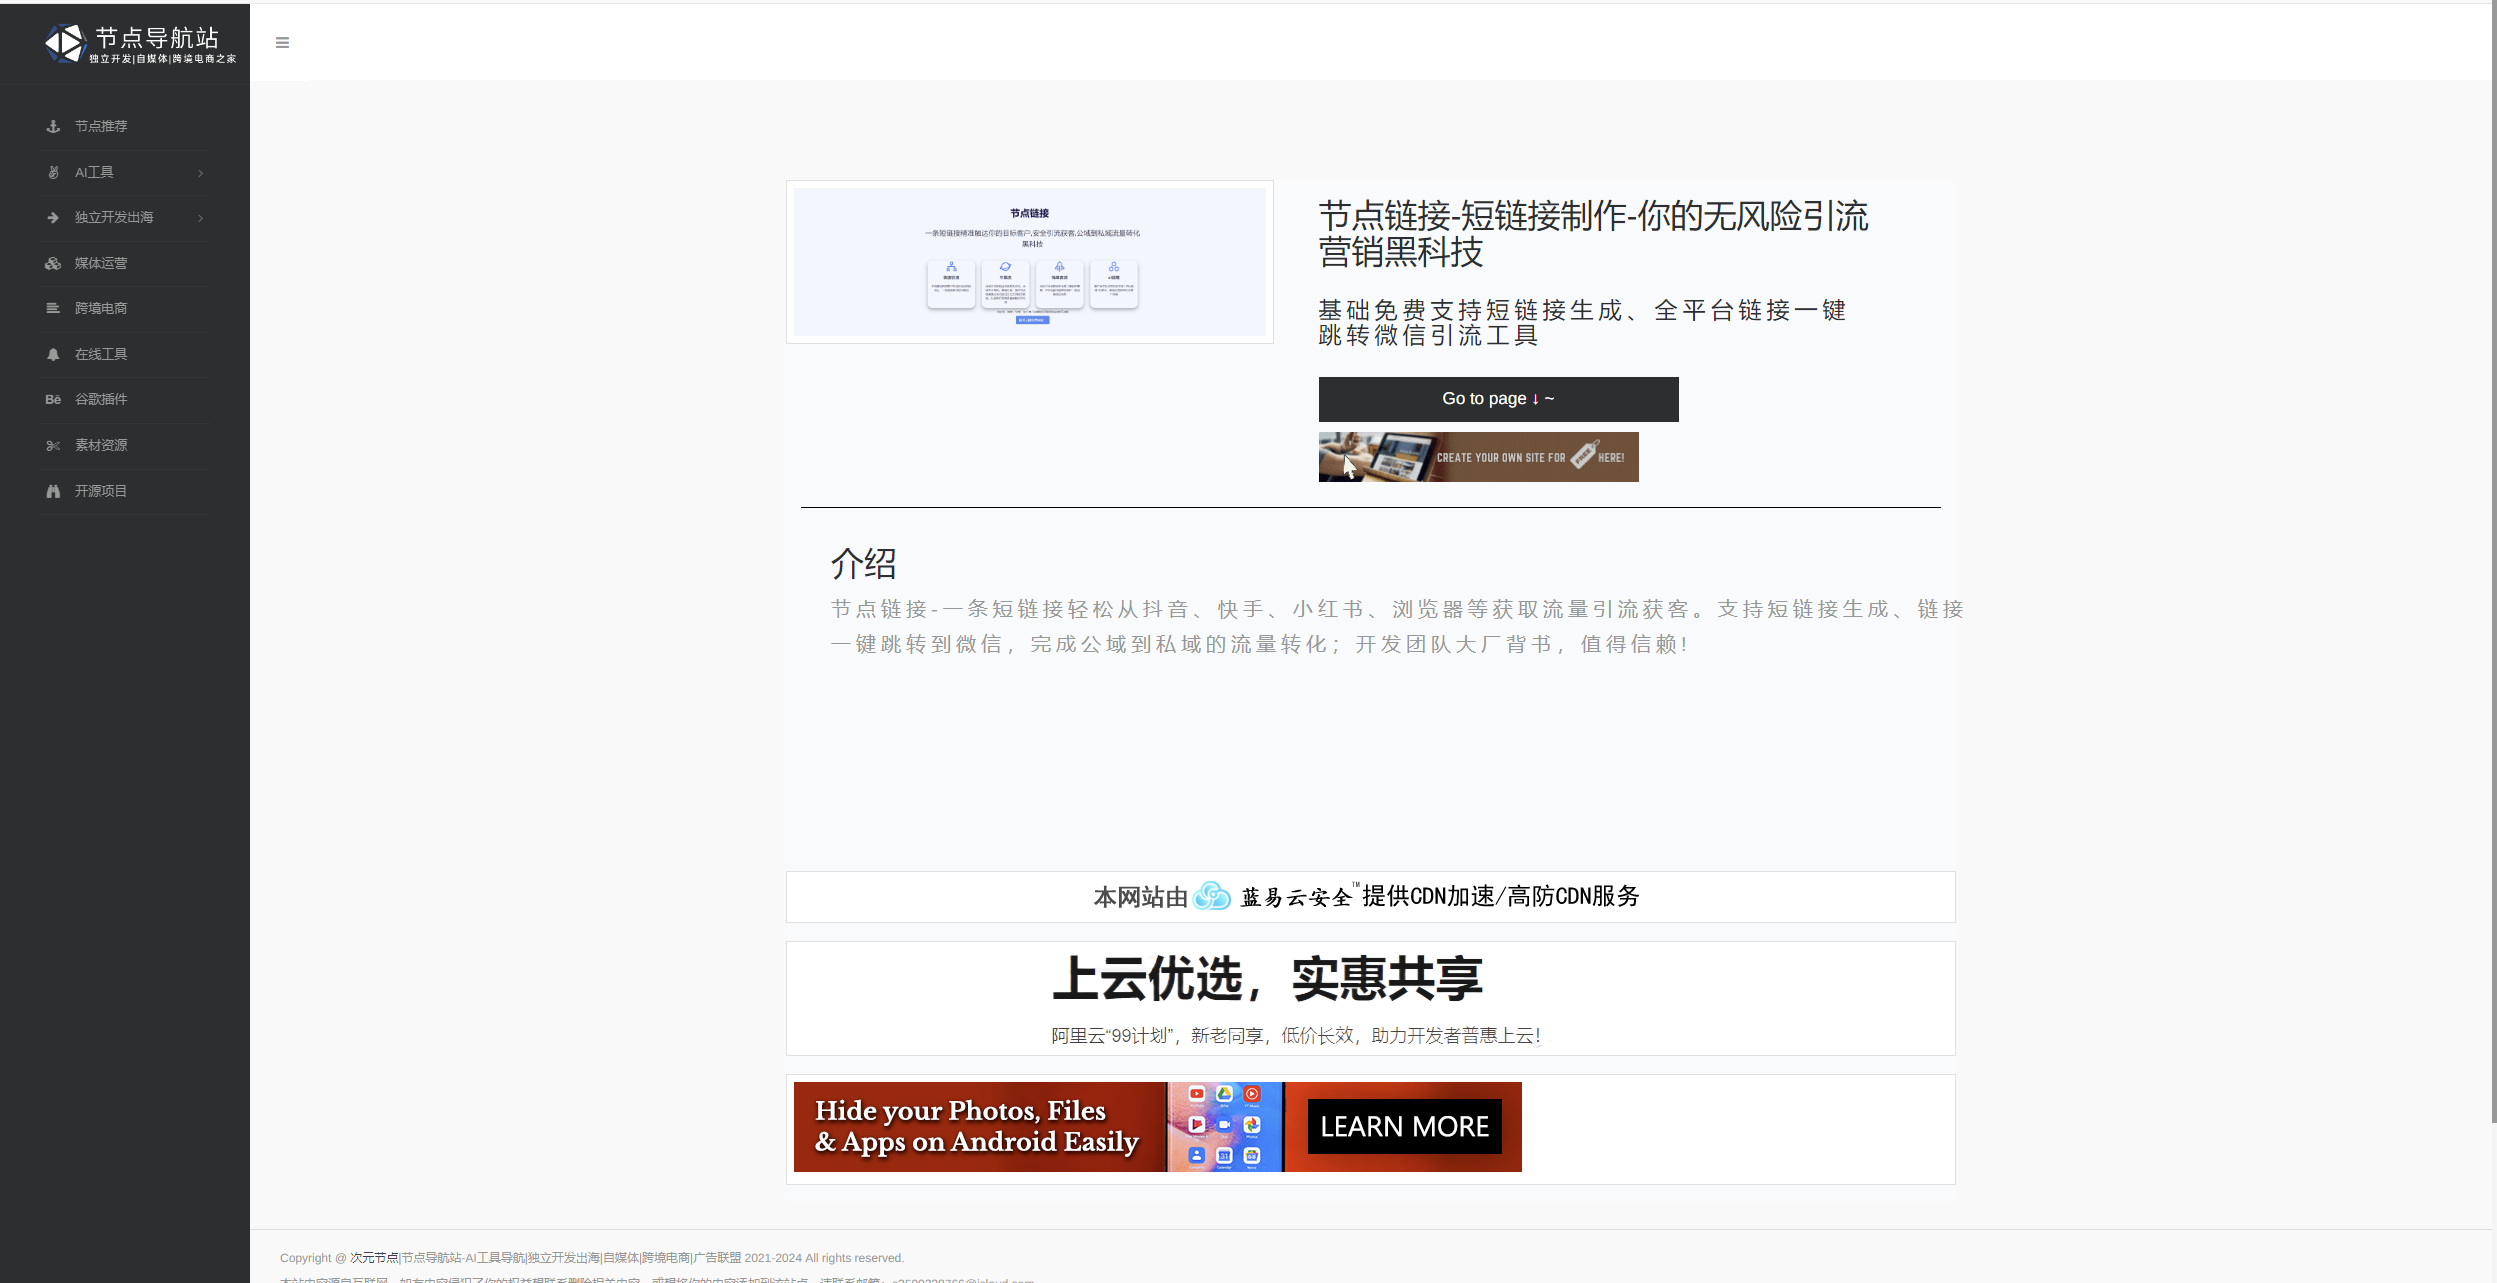 节点导航站
独立开发|自媒体|跨境电商之家
节点推荐
AI工具
独立开发出海
媒体运营
跨境电商
在线工具
Bē 谷歌插件
素材资源
开源项目
节点链接
一条短链接精准触达你的目标客户,安全引流获客,公域到私域流量转化
黑科技
节点链接-短链接制作-你的无风险引流
营销黑科技
基础免费支持短链接生成、全平台链接一键
跳转微信引流工具
Go to page ↓ ~
CREATE YOUR OWN SITE FOR FREE HERE!
介绍
节点链接-一条短链接轻松从抖音、快手、小红书、浏览器等获取流量引流获客。支持短链接生成、链接
一键跳转到微信，完成公域到私域的流量转化；开发团队大厂背书，值得信赖！
本网站由 蓝易云安全™提供CDN加速/高防CDN服务
上云优选，实惠共享
阿里云“99计划”，新老同享，低价长效，助力开发者普惠上云！
Hide your Photos, Files
& Apps on Android Easily
LEARN MORE
Copyright @ 次元节点|节点导航站-AI工具导航|独立开发出海|自媒体|跨境电商|广告联盟 2021-2024 All rights reserved.